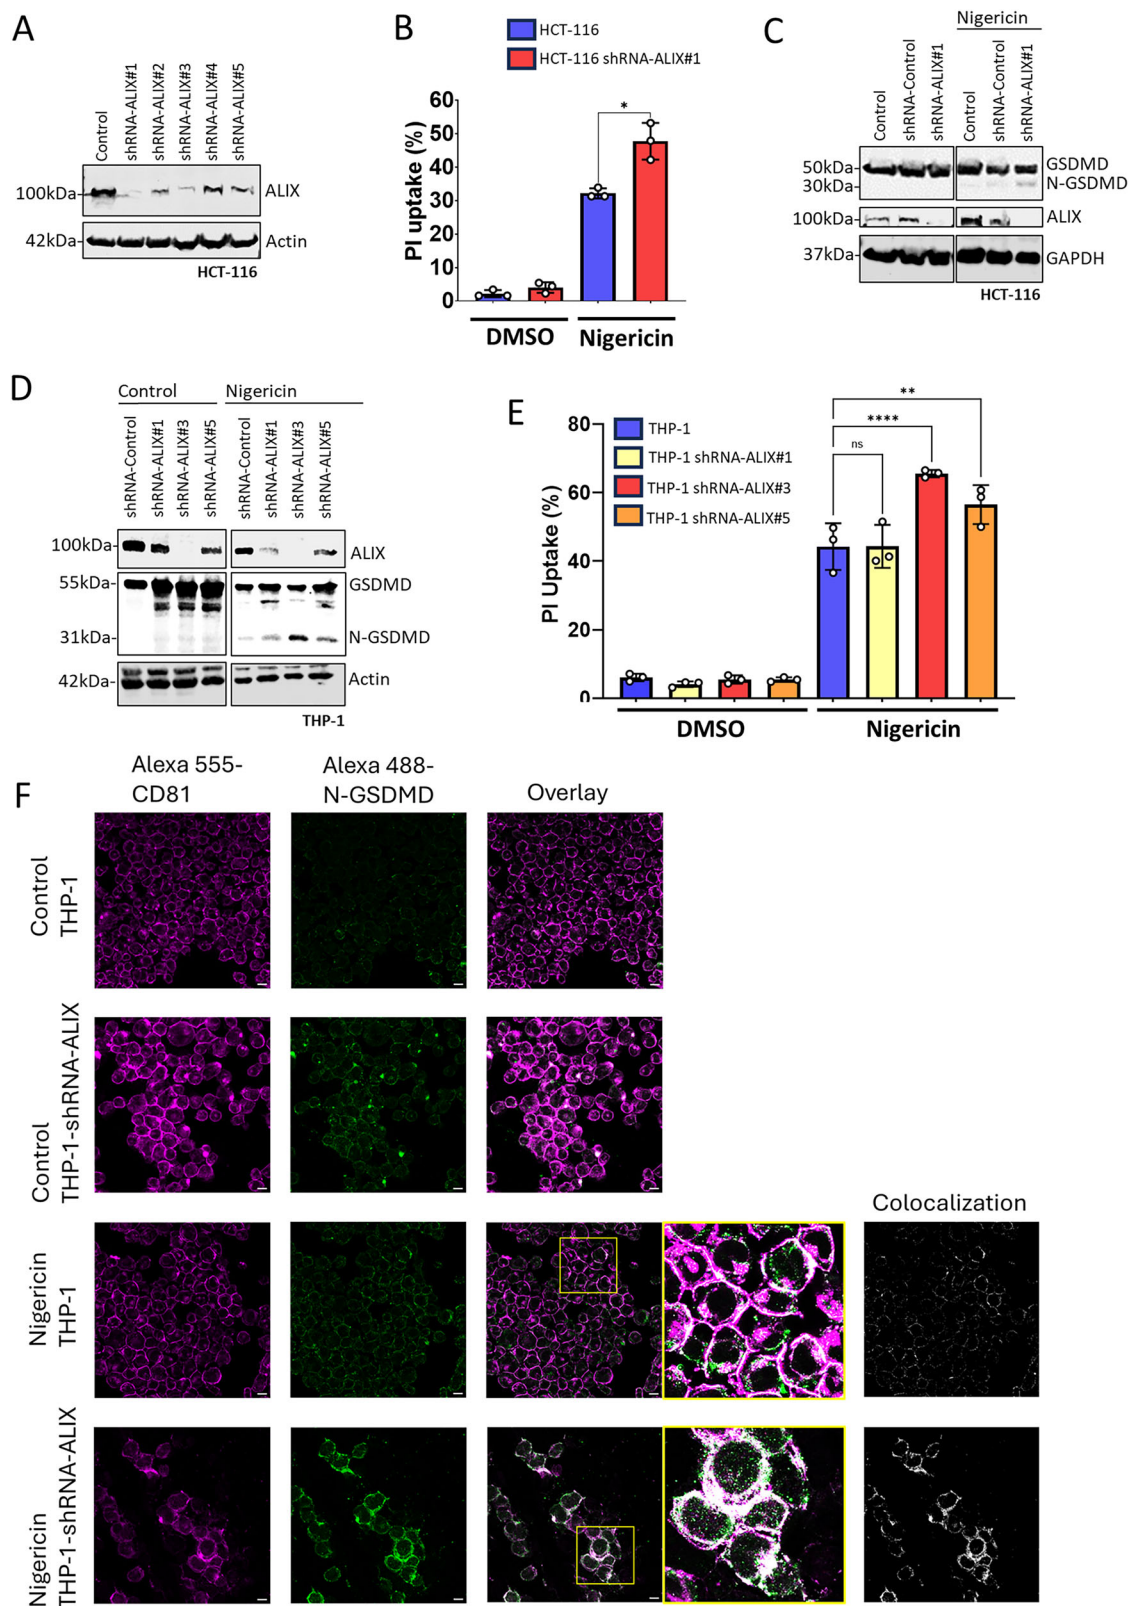 A
Control
shRNA-ALIX#1
shRNA-ALIX#2
shRNA-ALIX#3
shRNA-ALIX#4
shRNA-ALIX#5
100kDa-
ALIX
42kDa-
Actin
HCT-116
B
HCT-116
HCT-116 shRNA-ALIX#1
PI uptake (%)
60
50
40
30
20
10
0
*
DMSO
Nigericin
C
Nigericin
Control
shRNA-Control
shRNA-ALIX#1
Control
shRNA-Control
shRNA-ALIX#1
50kDa-
GSDMD
30kDa-
N-GSDMD
100kDa-
ALIX
37kDa-
GAPDH
HCT-116
D
Control
Nigericin
shRNA-Control
shRNA-ALIX#1
shRNA-ALIX#3
shRNA-ALIX#5
shRNA-Control
shRNA-ALIX#1
shRNA-ALIX#3
shRNA-ALIX#5
100kDa-
ALIX
55kDa-
GSDMD
31kDa-
N-GSDMD
42kDa-
Actin
THP-1
E
THP-1
THP-1 shRNA-ALIX#1
THP-1 shRNA-ALIX#3
THP-1 shRNA-ALIX#5
PI Uptake (%)
80
60
40
20
0
**
****
ns
DMSO
Nigericin
F
Alexa 555-
CD81
Alexa 488-
N-GSDMD
Overlay
Control
THP-1
Control
THP-1-shRNA-ALIX
Colocalization
Nigericin
THP-1
Nigericin
THP-1-shRNA-ALIX